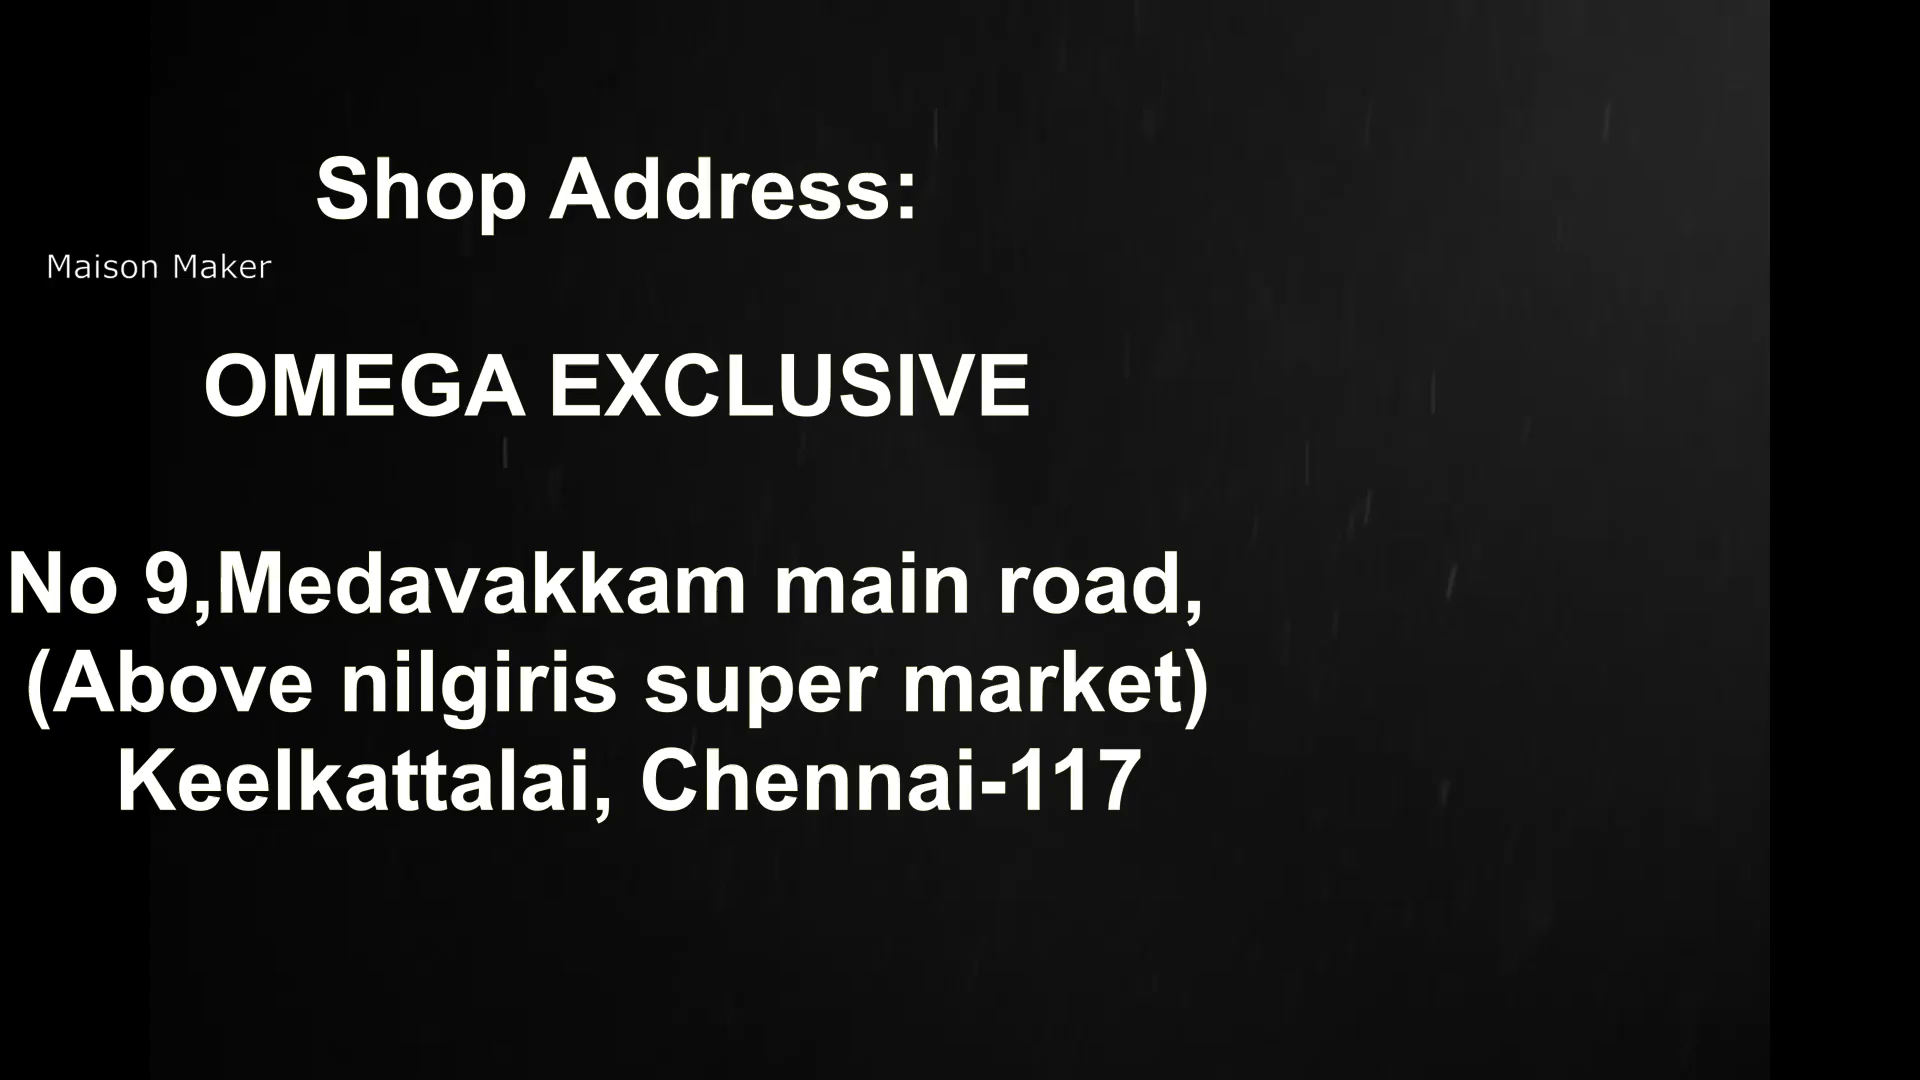 Shop Address:
Maison Maker
OMEGA EXCLUSIVE
No 9,Medavakkam main road,
(Above nilgiris super market)
Keelkattalai, Chennai-117